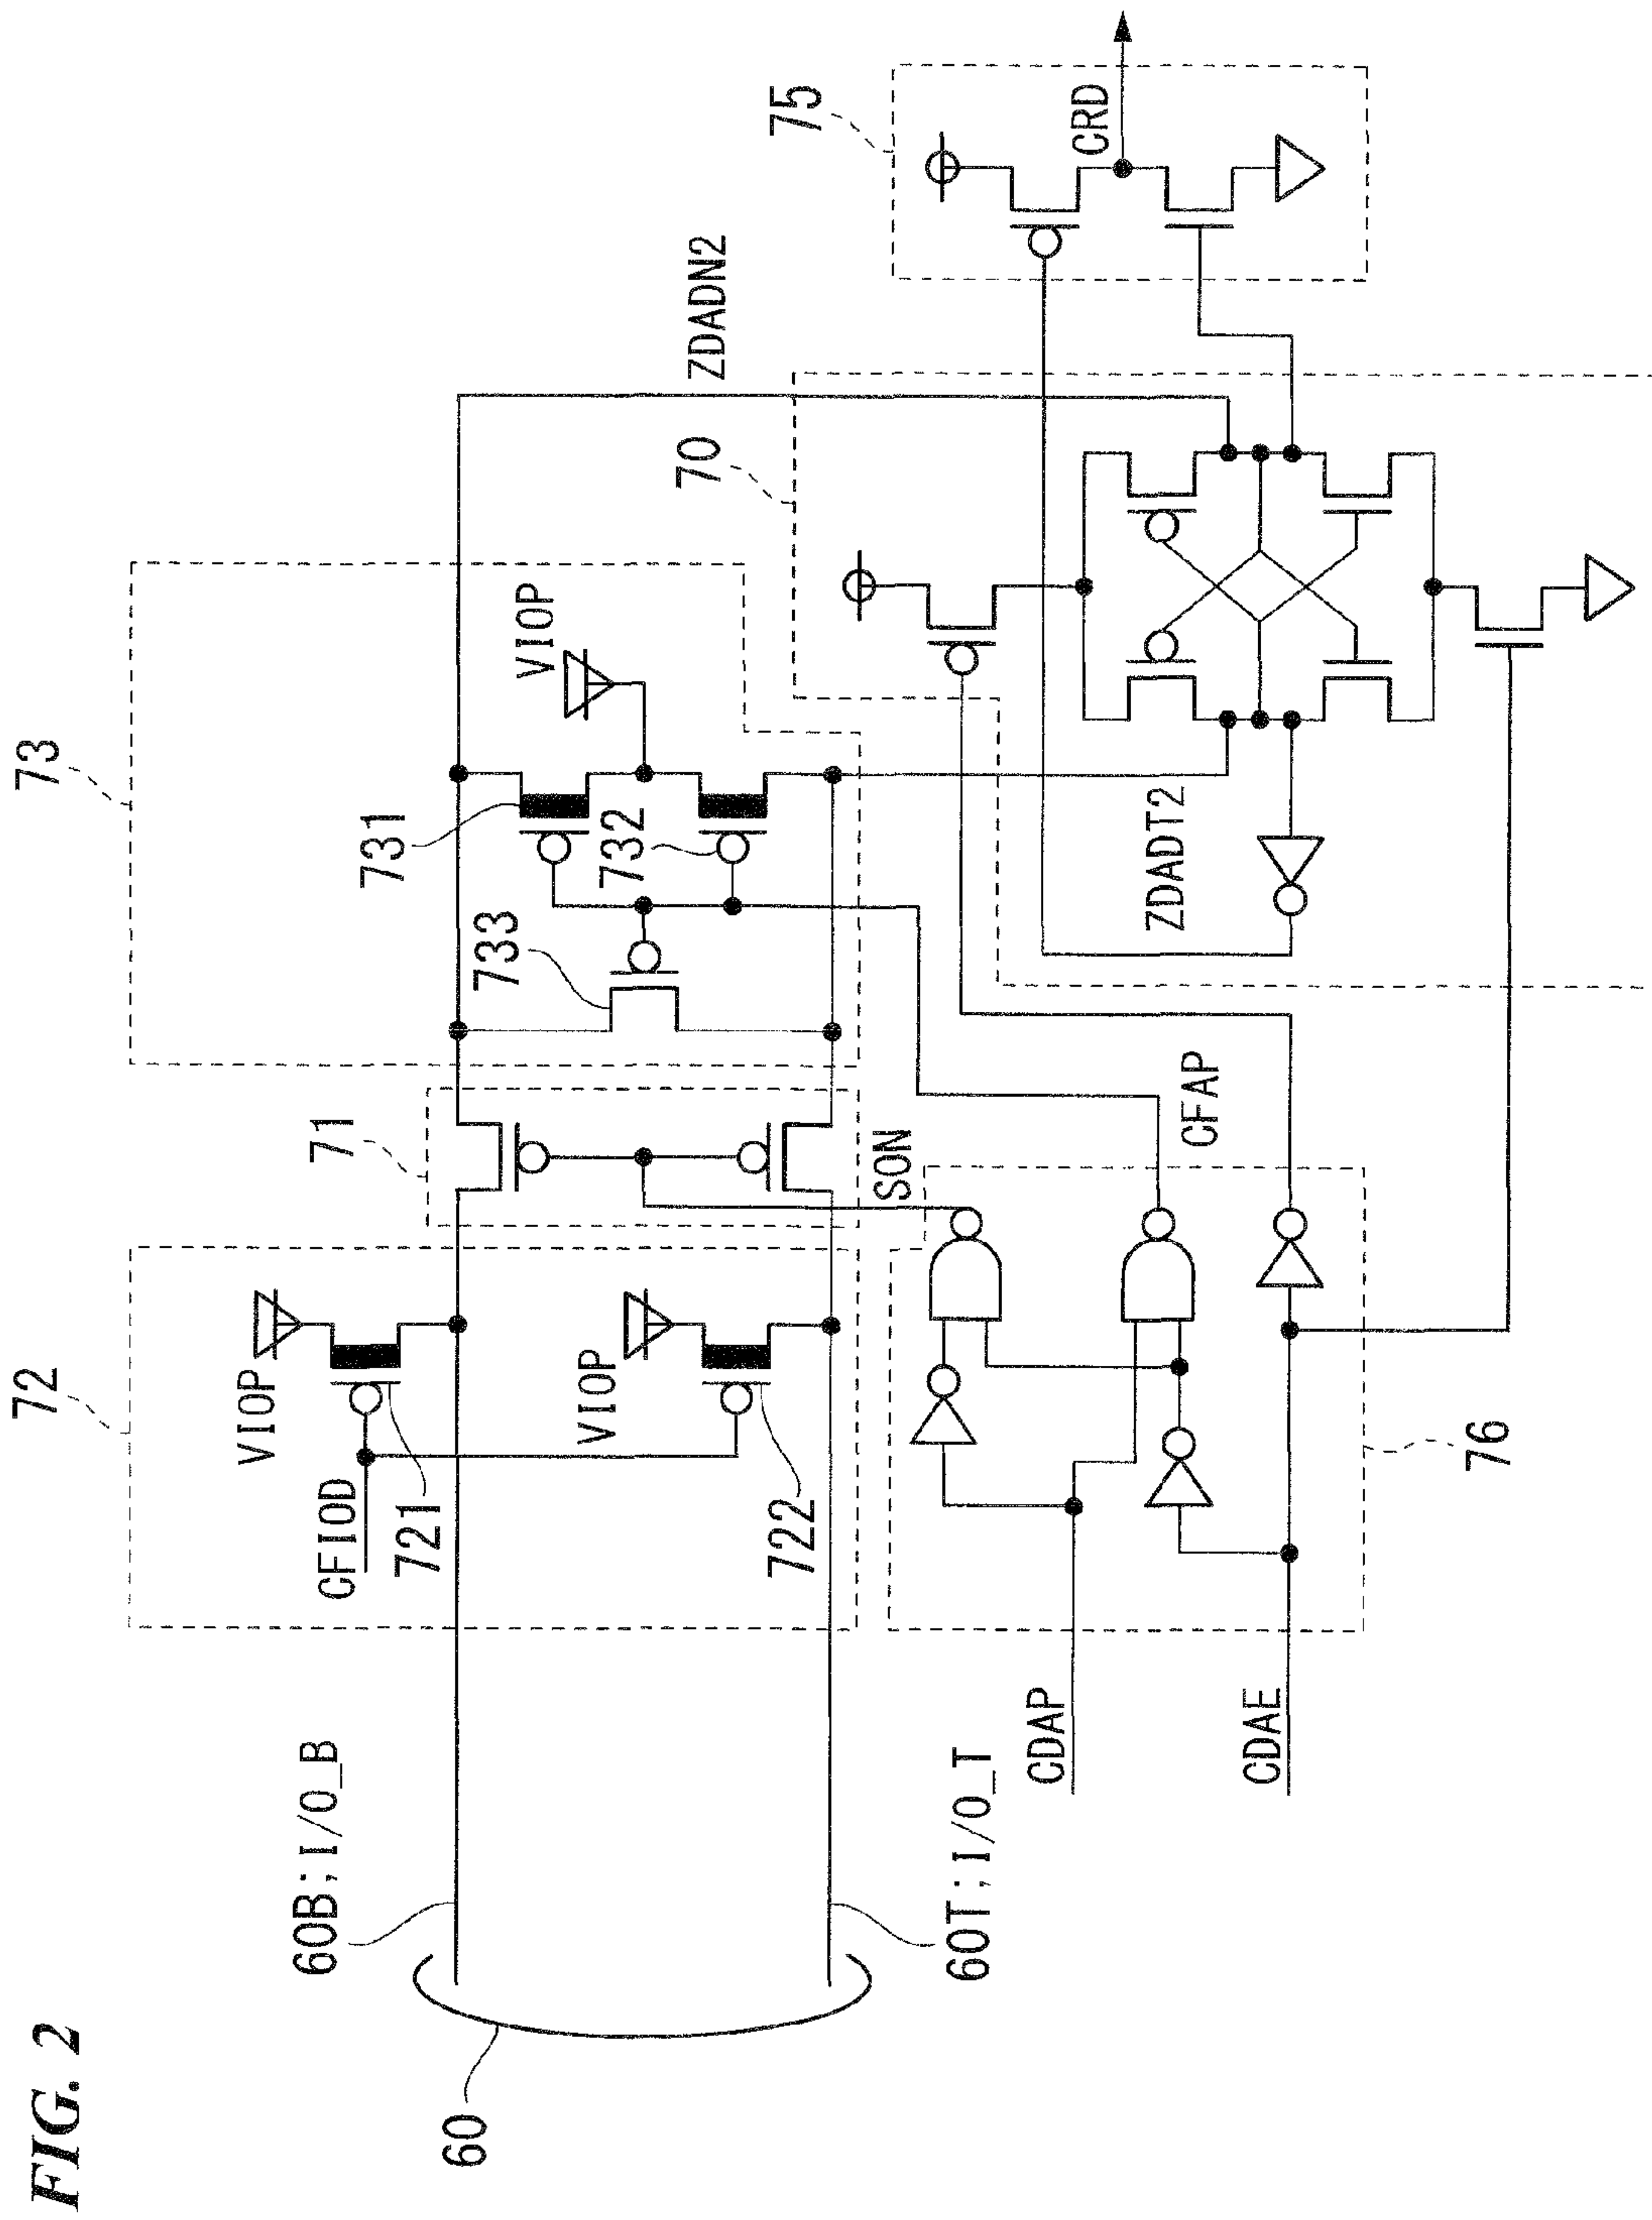 FIG. 2
60
60B;I/O_B
60T;I/O_T
72
VIOP
CFIOD
721
VIOP
722
71
SON
73
731
732
733
VIOP
ZDADN2
70
ZDADT2
75
CRD
CFAP
CDAP
CDAE
76